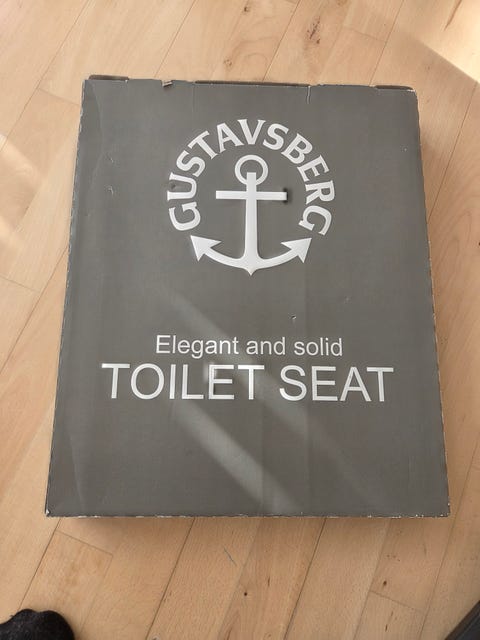 GUSTAVSBERG
Elegant and solid
TOILET SEAT